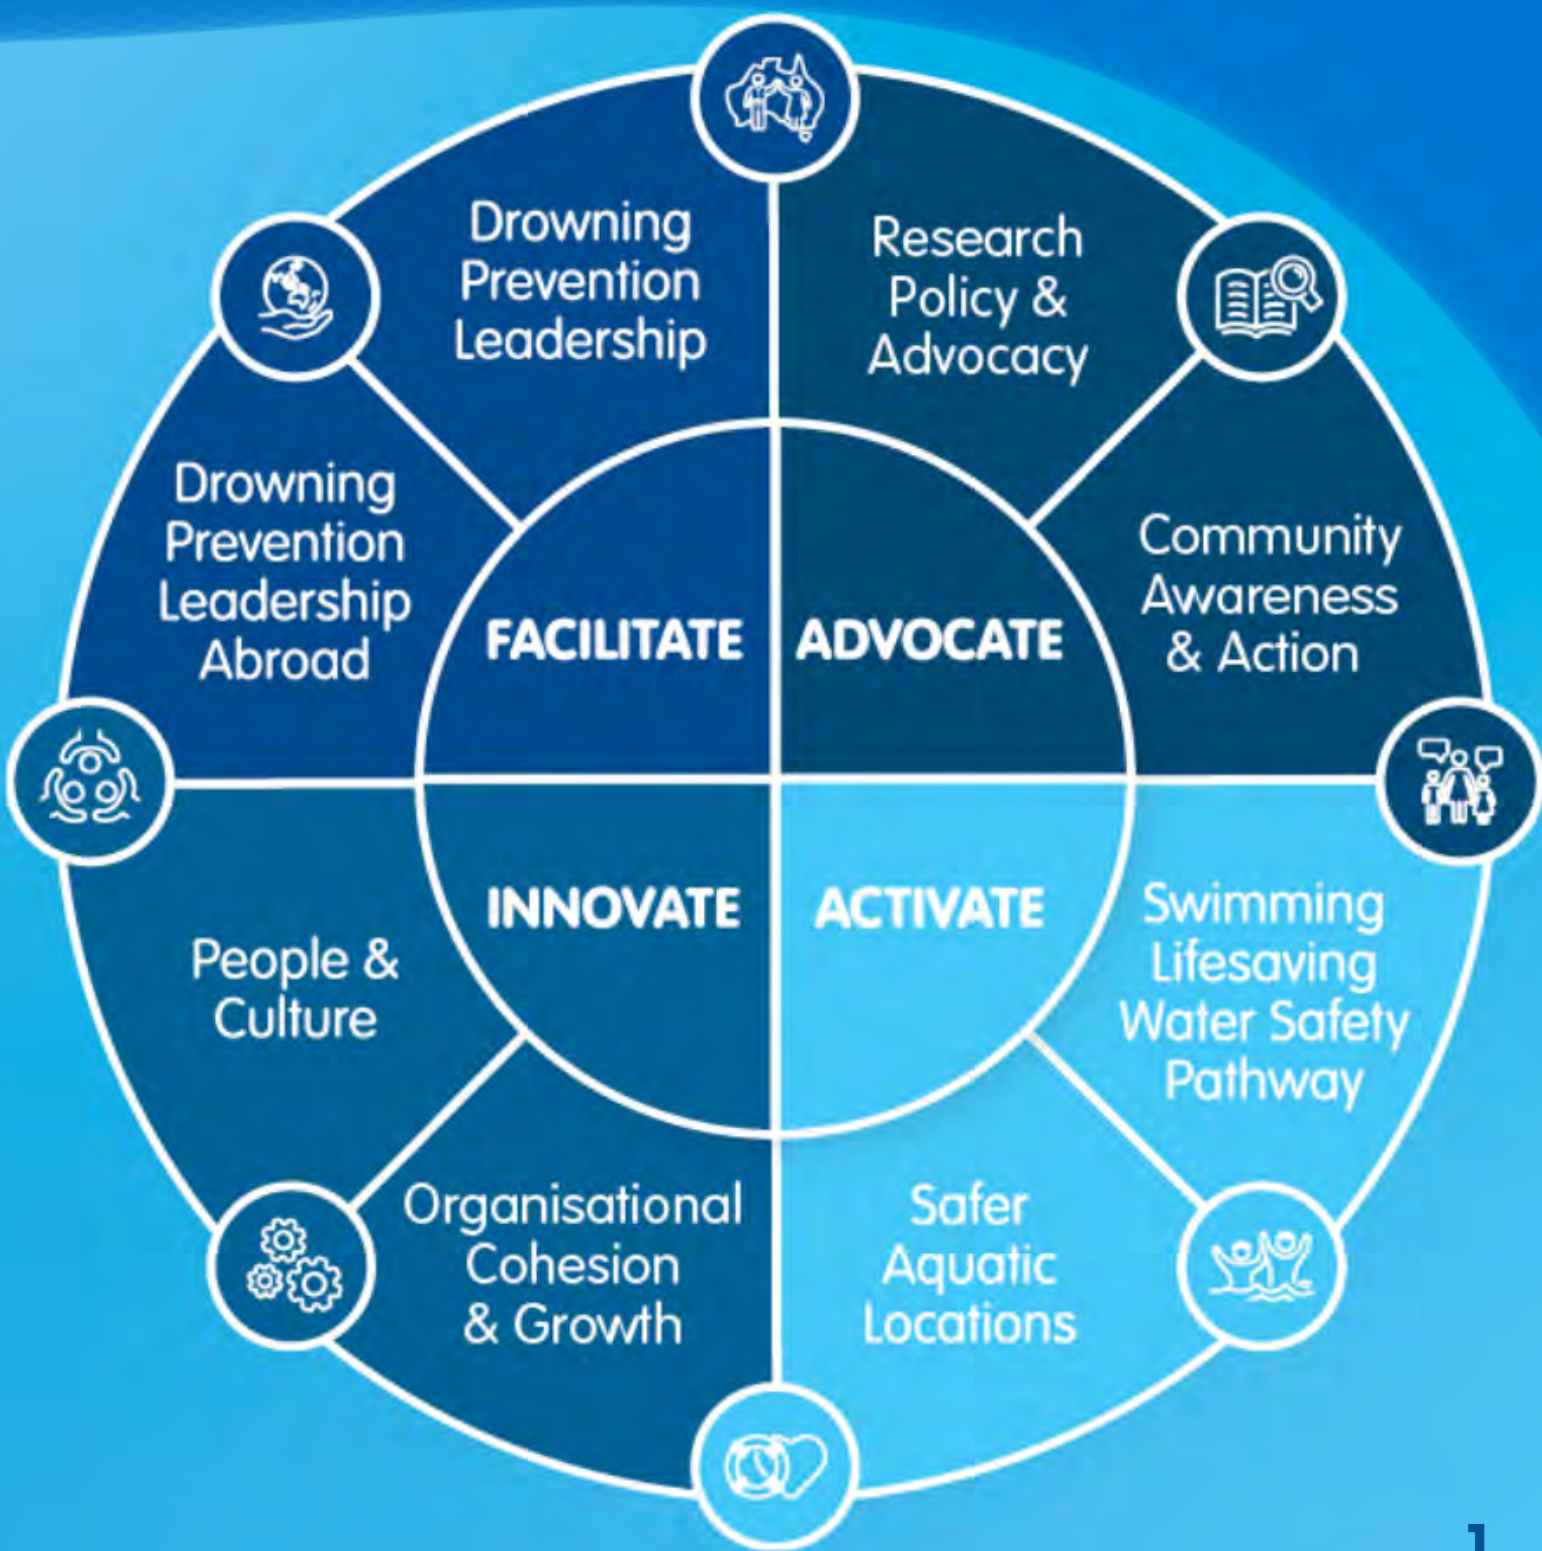 Drowning
Prevention
Leadership
Research
Policy &
Advocacy
Drowning
Prevention
Leadership
Abroad
Community
Awareness
& Action
FACILITATE
ADVOCATE
INNOVATE
ACTIVATE
People &
Culture
Swimming
Lifesaving
Water Safety
Pathway
Organisational
Cohesion
& Growth
Safer
Aquatic
Locations
1